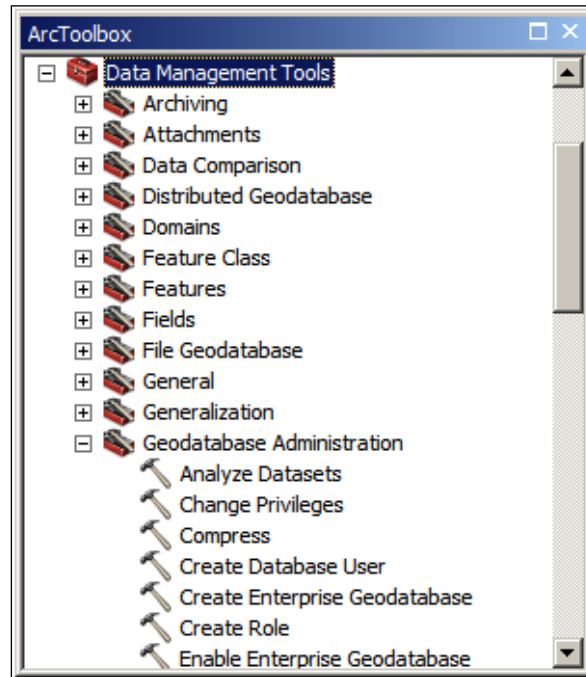 ArcToolbox
Data Management Tools
Archiving
Attachments
Data Comparison
Distributed Geodatabase
Domains
Feature Class
Features
Fields
File Geodatabase
General
Generalization
Geodatabase Administration
Analyze Datasets
Change Privileges
Compress
Create Database User
Create Enterprise Geodatabase
Create Role
Enable Enterprise Geodatabase